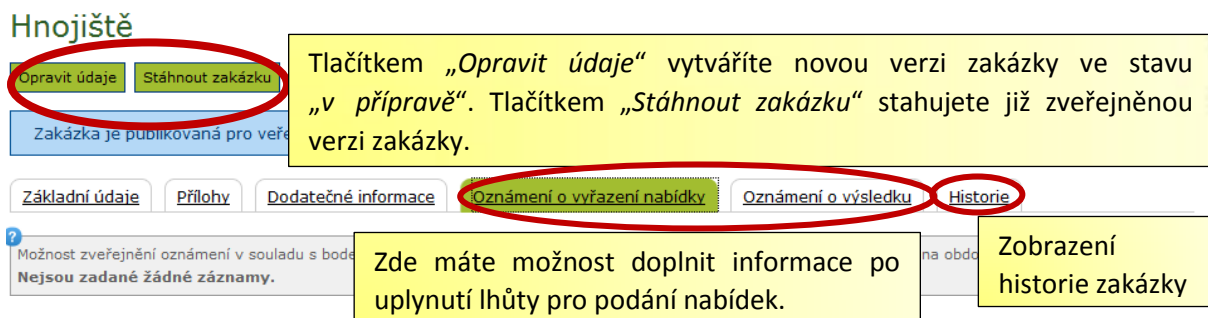 Hnojiště
Opravit údaje Stáhnout zakázku
Tlačítkem „Opravit údaje“ vytváříte novou verzi zakázky ve stavu
„v přípravě“. Tlačítkem „Stáhnout zakázku“ stahujete již zveřejněnou
verzi zakázky.
Zakázka je publikovaná pro veře
Základní údaje Přílohy Dodatečné informace Oznámení o vyřazení nabídky Oznámení o výsledku Historie
?
Možnost zveřejnění oznámení v souladu s bode
na obdo
Nejsou zadané žádné záznamy.
Zde máte možnost doplnit informace po
uplynutí lhůty pro podání nabídek.
Zobrazení
historie zakázky